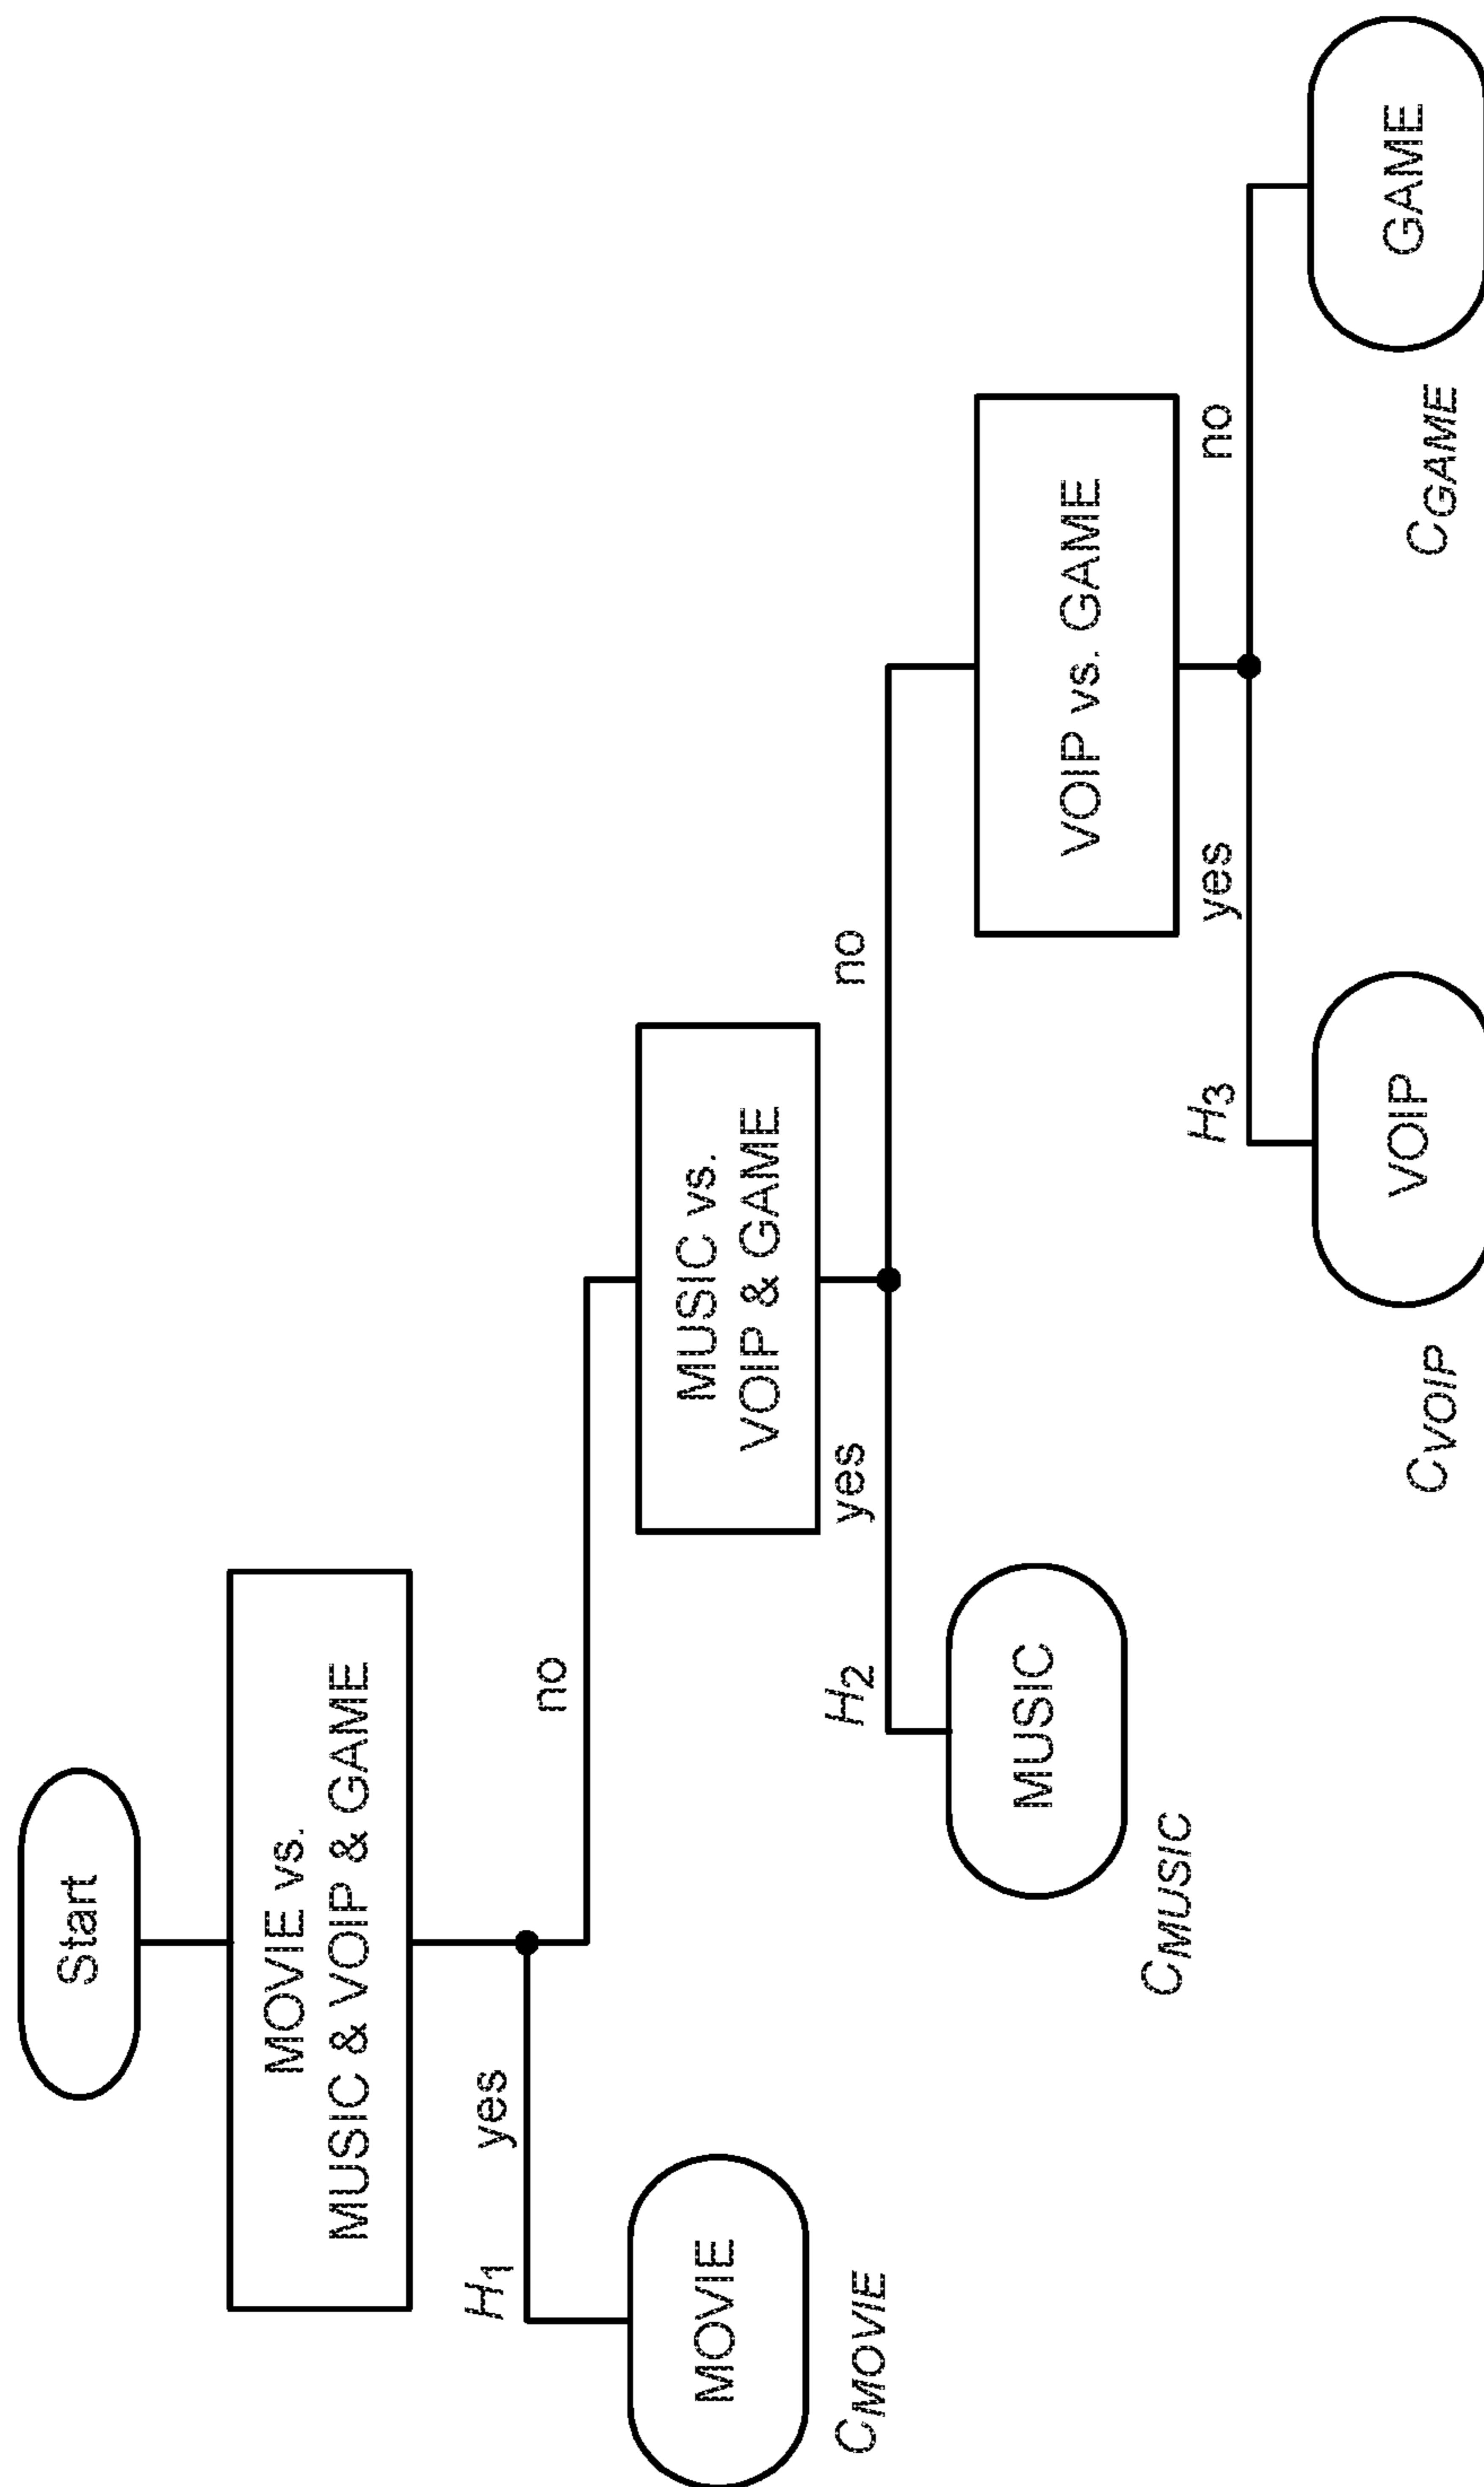 Start
MOVIE vs.
MUSIC & VOIP & GAME
H1
yes
no
MOVIE
CMOVIE
MUSIC vs.
VOIP & GAME
H2
yes
no
MUSIC
CMUSIC
VOIP vs. GAME
H3
yes
no
VOIP
CVOIP
GAME
CGAME